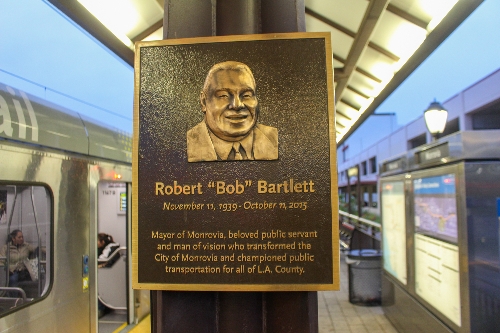 ail
Robert "Bob" Bartlett
November 11, 1939 - October 11, 2015
Mayor of Monrovia, beloved public servant
and man of vision who transformed the
City of Monrovia and championed public
transportation for all of L.A. County.